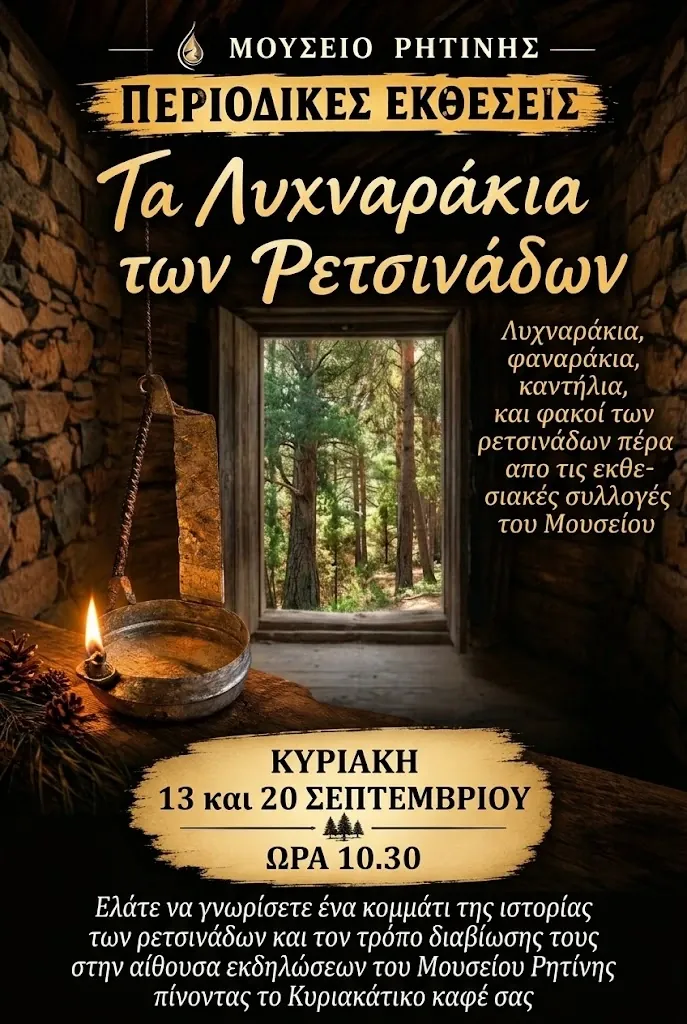 ΜΟΥΣΕΙΟ ΡΗΤΙΝΗΣ
ΠΕΡΙΟΔΙΚΕΣ ΕΚΘΕΣΕΙΣ
Τα Λυχναράκια
των Ρετσινάδων
Λυχναράκια,
φαναράκια,
καντήλια,
και φακοί των
ρετσινάδων πέρα
απο τις εκθε-
σιακές συλλογές
του Μουσείου
ΚΥΡΙΑΚΗ
13 και 20 ΣΕΠΤΕΜΒΡΙΟΥ
ΩΡΑ 10.30
Ελάτε να γνωρίσετε ένα κομμάτι της ιστορίας
των ρετσινάδων και τον τρόπο διαβίωσης τους
στην αίθουσα εκδηλώσεων του Μουσείου Ρητίνης
πίνοντας το Κυριακάτικο καφέ σας